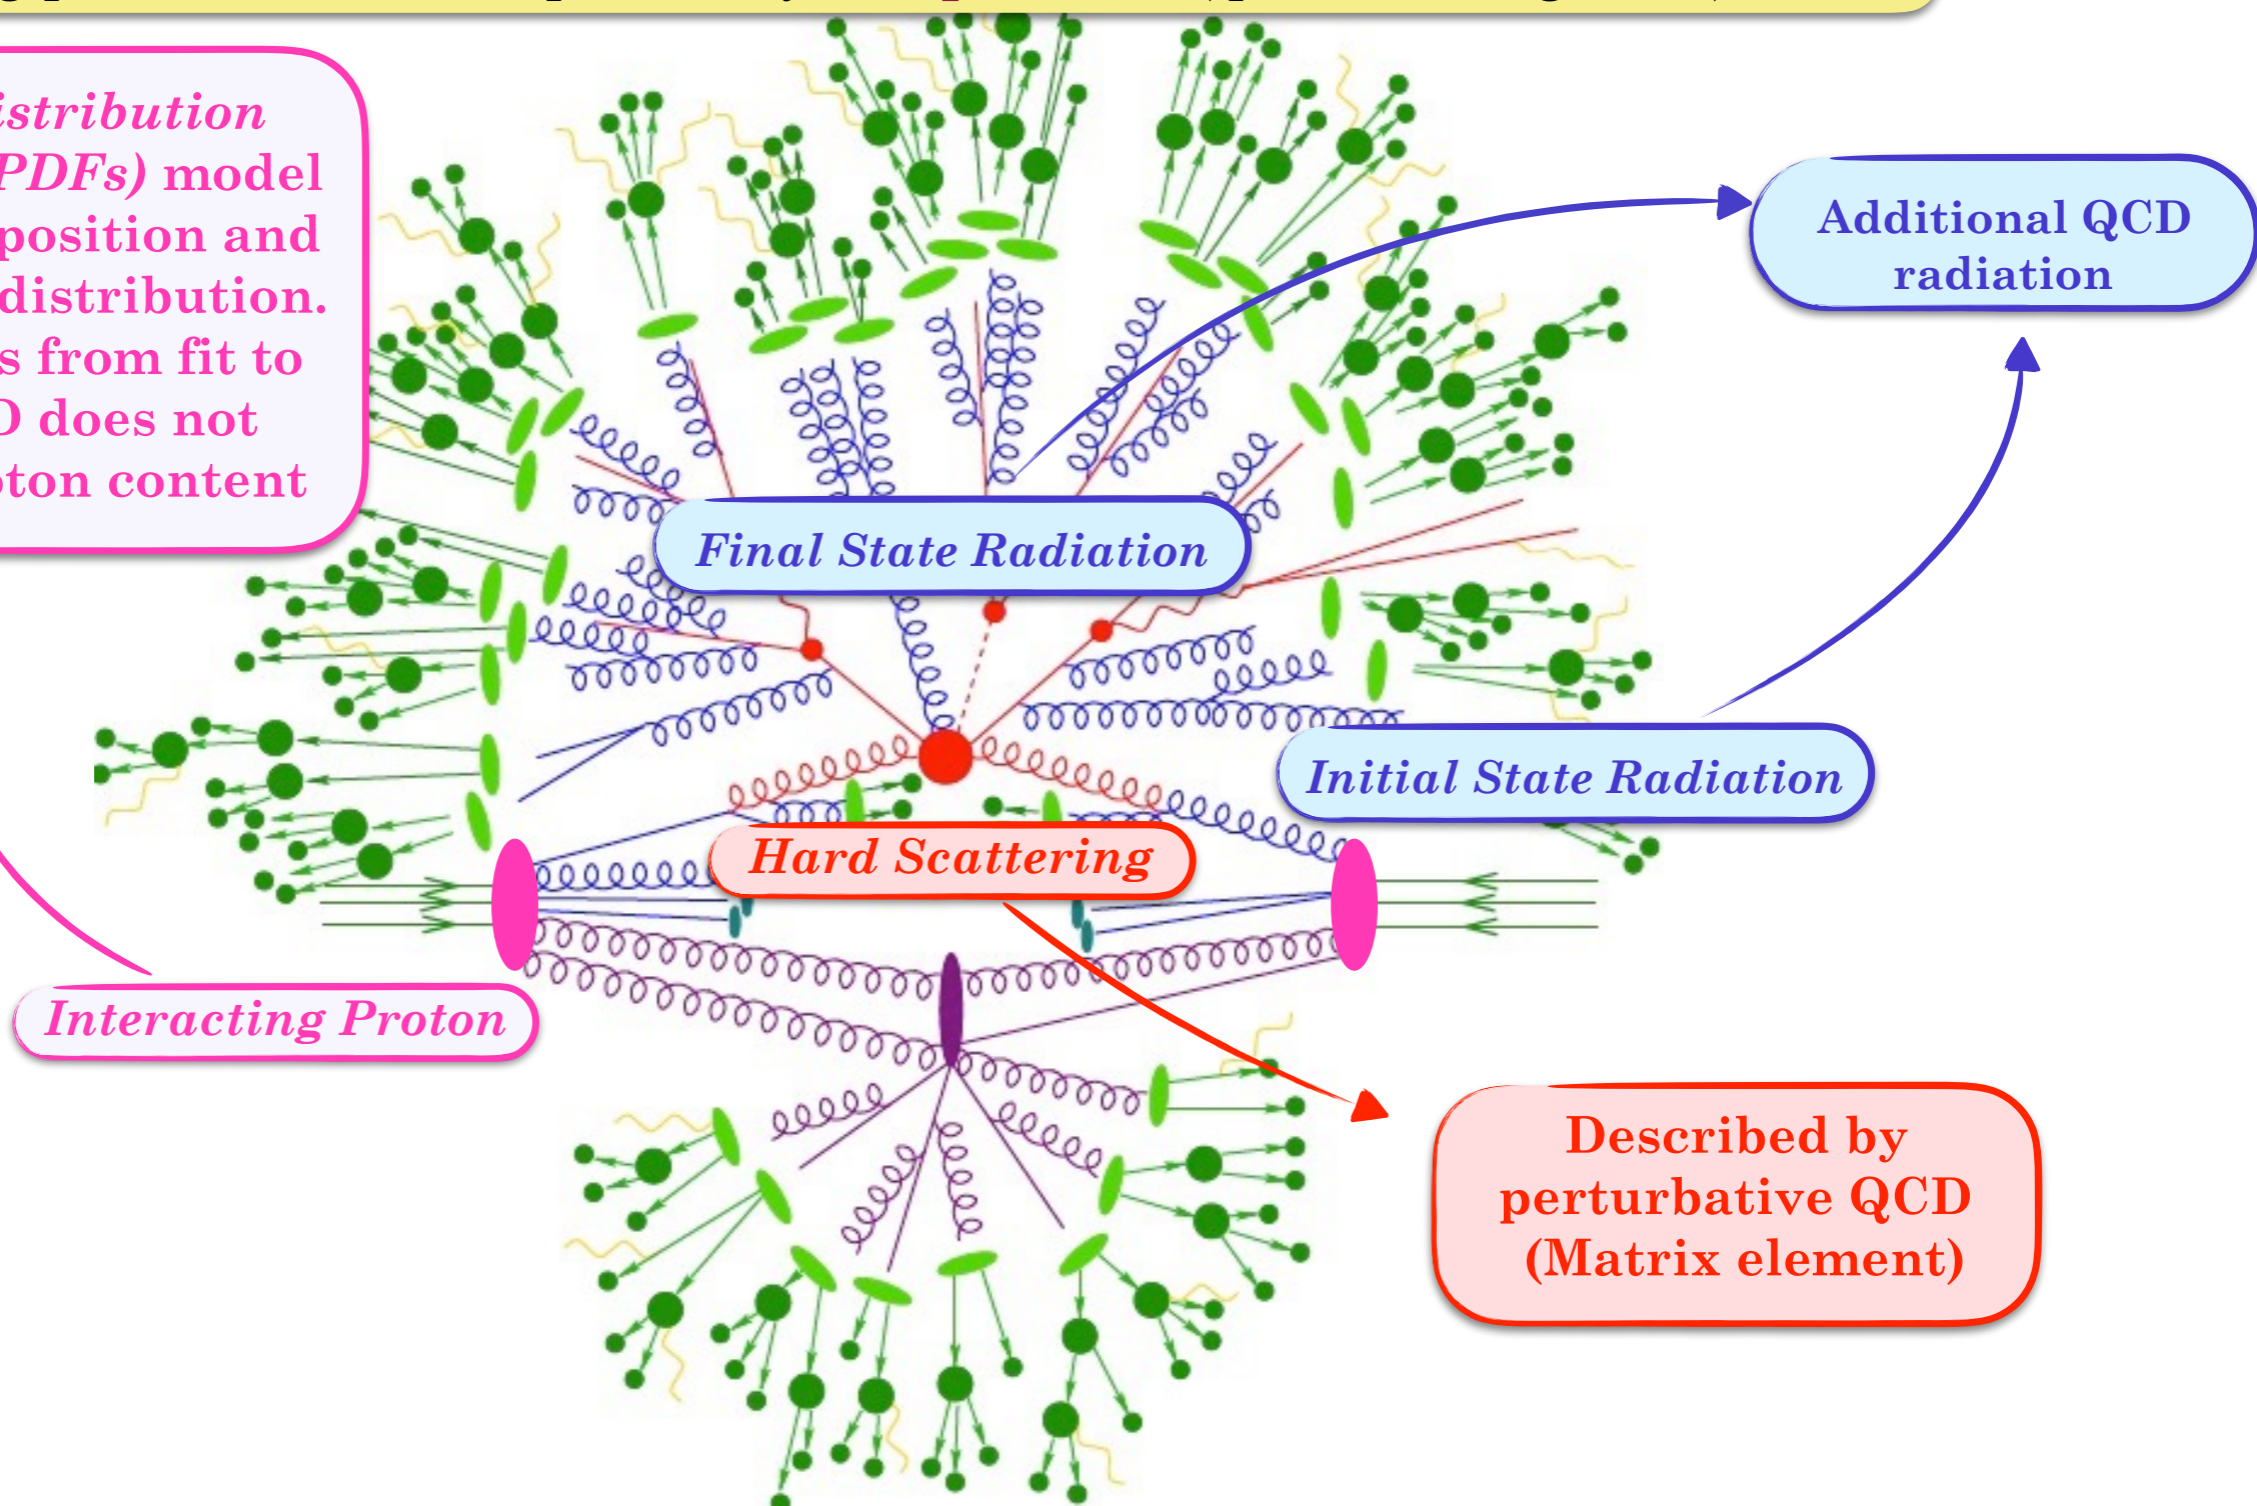 istribution
PDFs) model
position and
distribution.
s from fit to
D does not
oton content
Additional QCD
radiation
Final State Radiation
Initial State Radiation
Hard Scattering
Interacting Proton
Described by
perturbative QCD
(Matrix element)